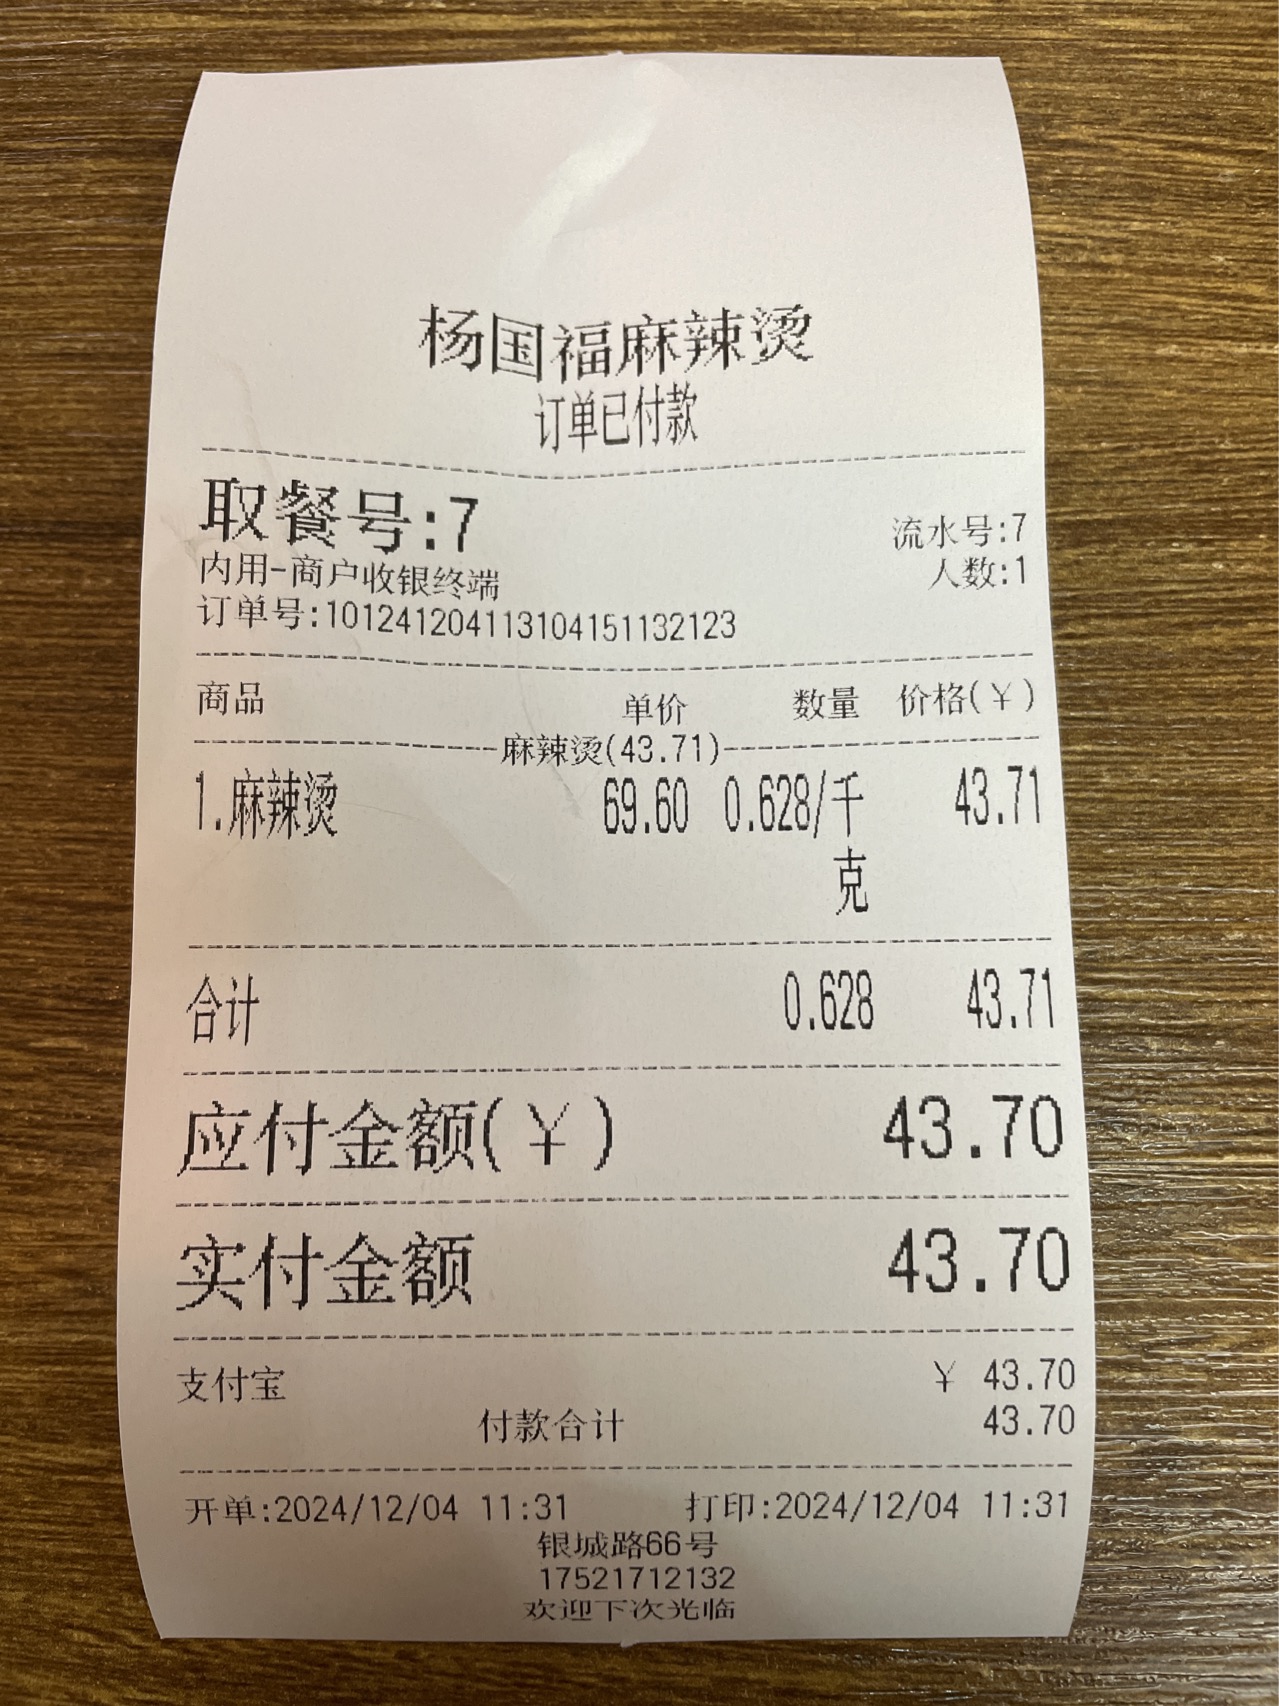 杨国福麻辣烫
订单已付款
取餐号:7
流水号:7
内用-商户收银终端
人数:1
订单号:101241204113104151132123
商品 单价 数量 价格(¥)
麻辣烫(43.71)
1.麻辣烫 69.60 0.628/千 43.71
克
合计 0.628 43.71
应付金额(¥) 43.70
实付金额 43.70
支付宝 ¥ 43.70
付款合计 43.70
开单:2024/12/04 11:31 打印:2024/12/04 11:31
银城路66号
17521712132
欢迎下次光临